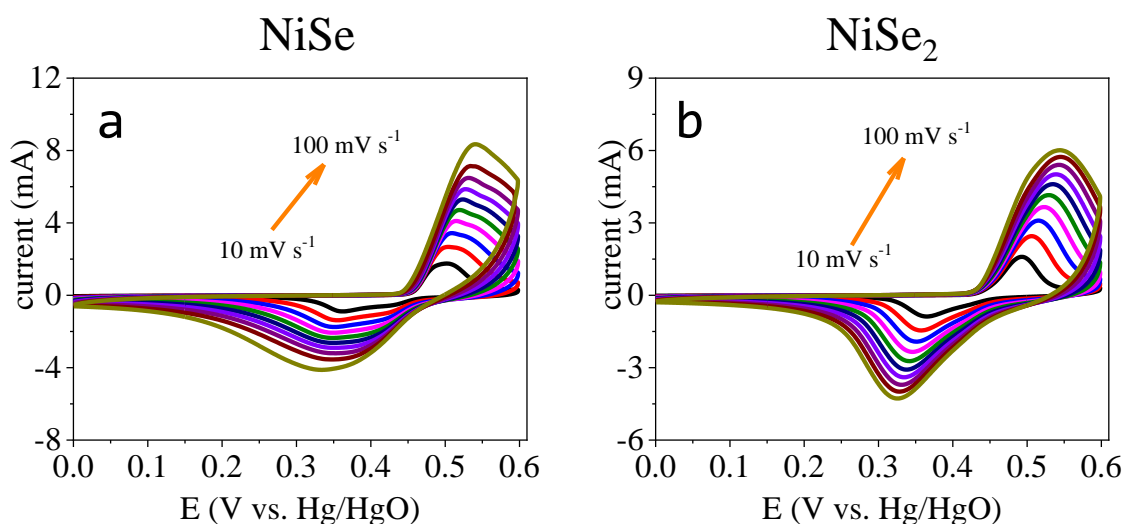 NiSe
12
8
4
0
-4
-8
current (mA)
a
100 mV s⁻¹
10 mV s⁻¹
0.0 0.1 0.2 0.3 0.4 0.5 0.6
E (V vs. Hg/HgO)
NiSe₂
9
6
3
0
-3
-6
current (mA)
b
100 mV s⁻¹
10 mV s⁻¹
0.0 0.1 0.2 0.3 0.4 0.5 0.6
E (V vs. Hg/HgO)